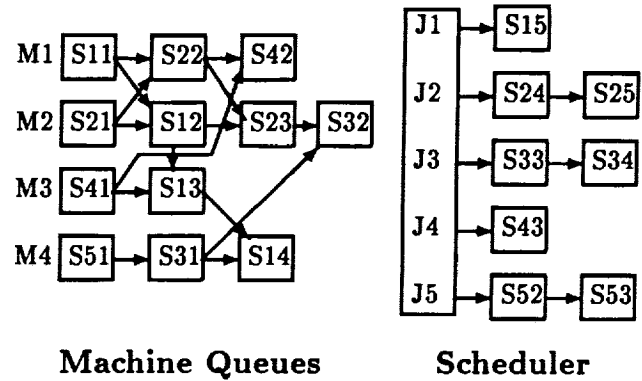 M1 S11 S22 S42
M2 S21 S12 S23 S32
M3 S41 S13
M4 S51 S31 S14
Machine Queues
J1 S15
J2 S24 S25
J3 S33 S34
J4 S43
J5 S52 S53
Scheduler